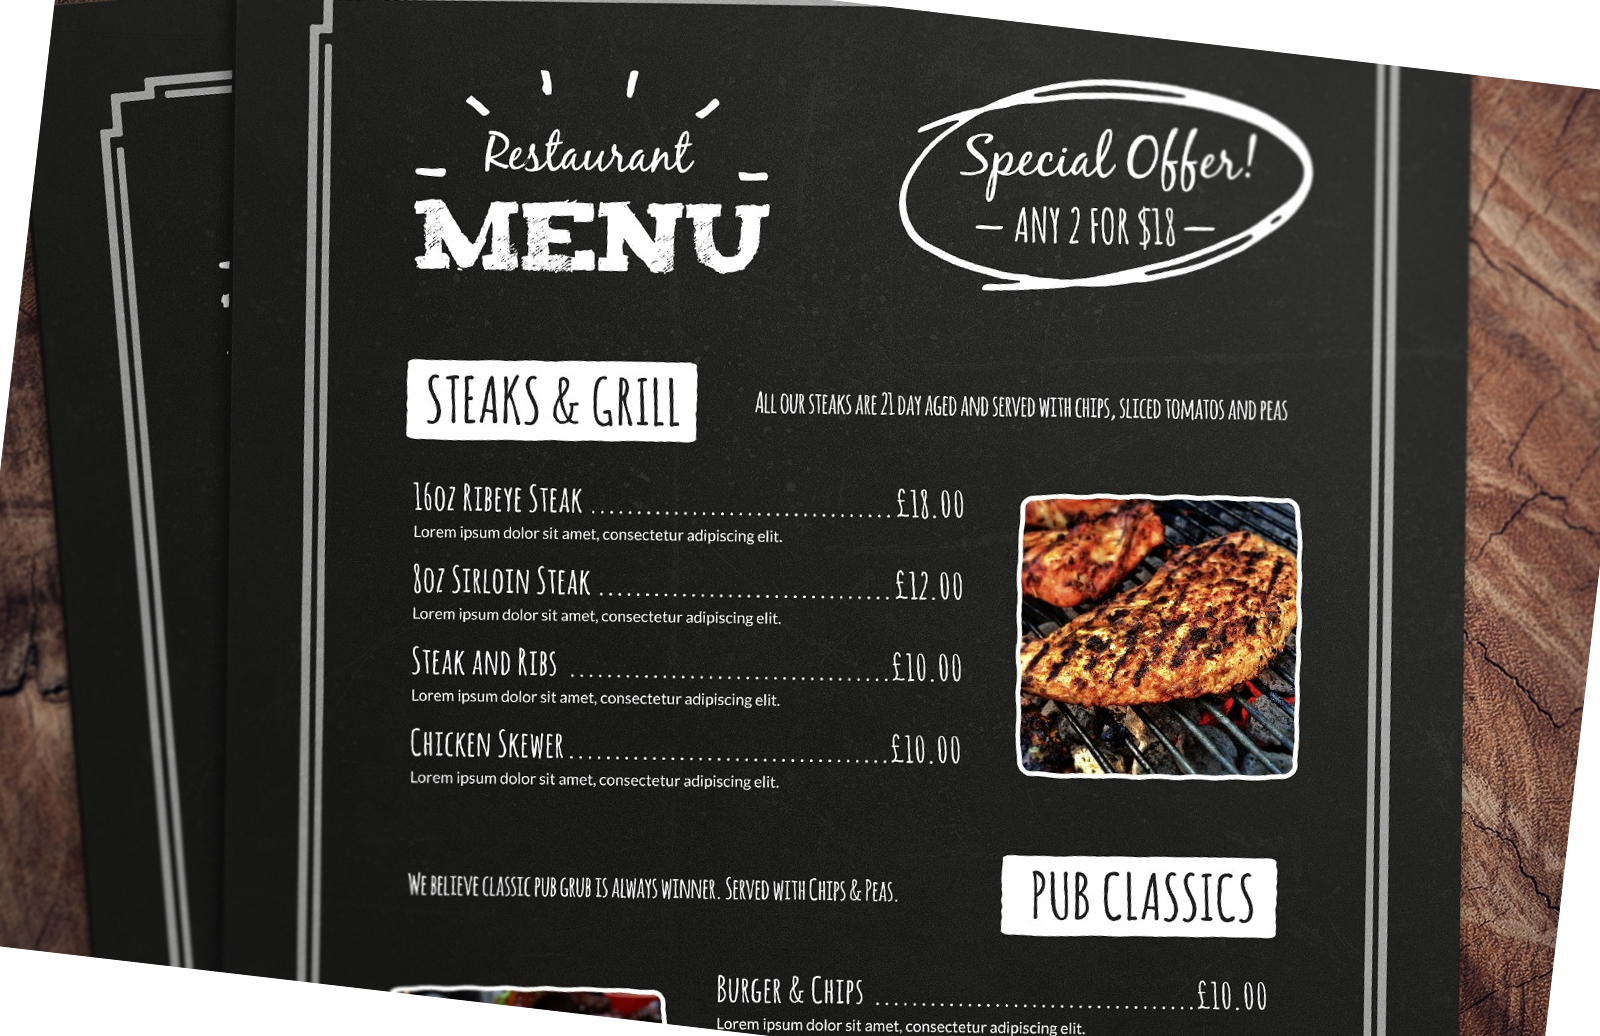 Restaurant
MENU
Special Offer!
— ANY 2 FOR $18 —
STEAKS & GRILL
ALL OUR STEAKS ARE 21 DAY AGED AND SERVED WITH CHIPS, SLICED TOMATOS AND PEAS
16OZ RIBEYE STEAK ................................. £18.00
Lorem ipsum dolor sit amet, consectetur adipiscing elit.
8OZ SIRLOIN STEAK ................................ £12.00
Lorem ipsum dolor sit amet, consectetur adipiscing elit.
STEAK AND RIBS ................................... £10.00
Lorem ipsum dolor sit amet, consectetur adipiscing elit.
CHICKEN SKEWER ................................... £10.00
Lorem ipsum dolor sit amet, consectetur adipiscing elit.
WE BELIEVE CLASSIC PUB GRUB IS ALWAYS WINNER. SERVED WITH CHIPS & PEAS.
PUB CLASSICS
BURGER & CHIPS ................................... £10.00
Lorem ipsum dolor sit amet, consectetur adipiscing elit.